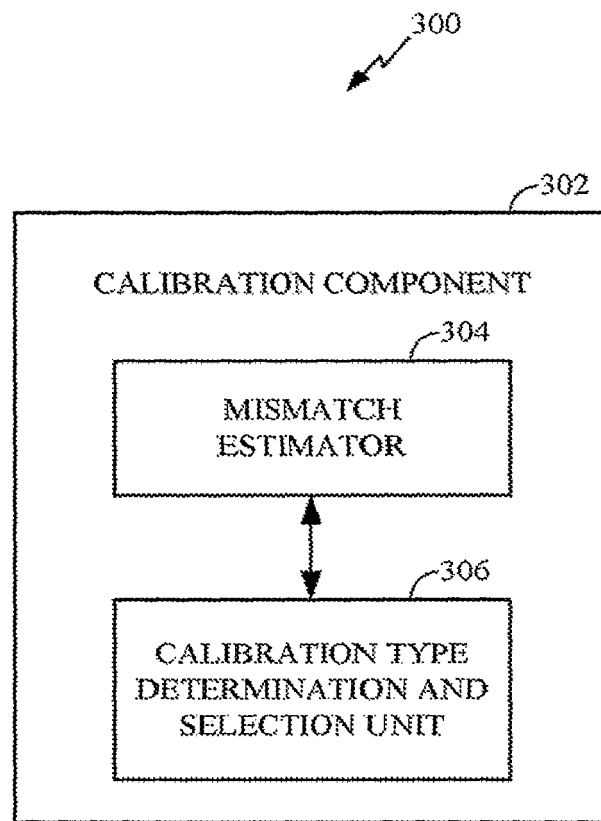 300
302
CALIBRATION COMPONENT
304
MISMATCH
ESTIMATOR
306
CALIBRATION TYPE
DETERMINATION AND
SELECTION UNIT